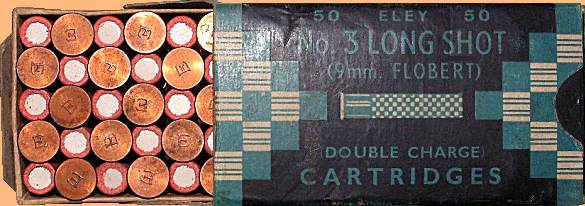 50 ELEY 50
No. 3 LONG SHOT
(9mm. FLOBERT)
(DOUBLE CHARGE)
CARTRIDGES